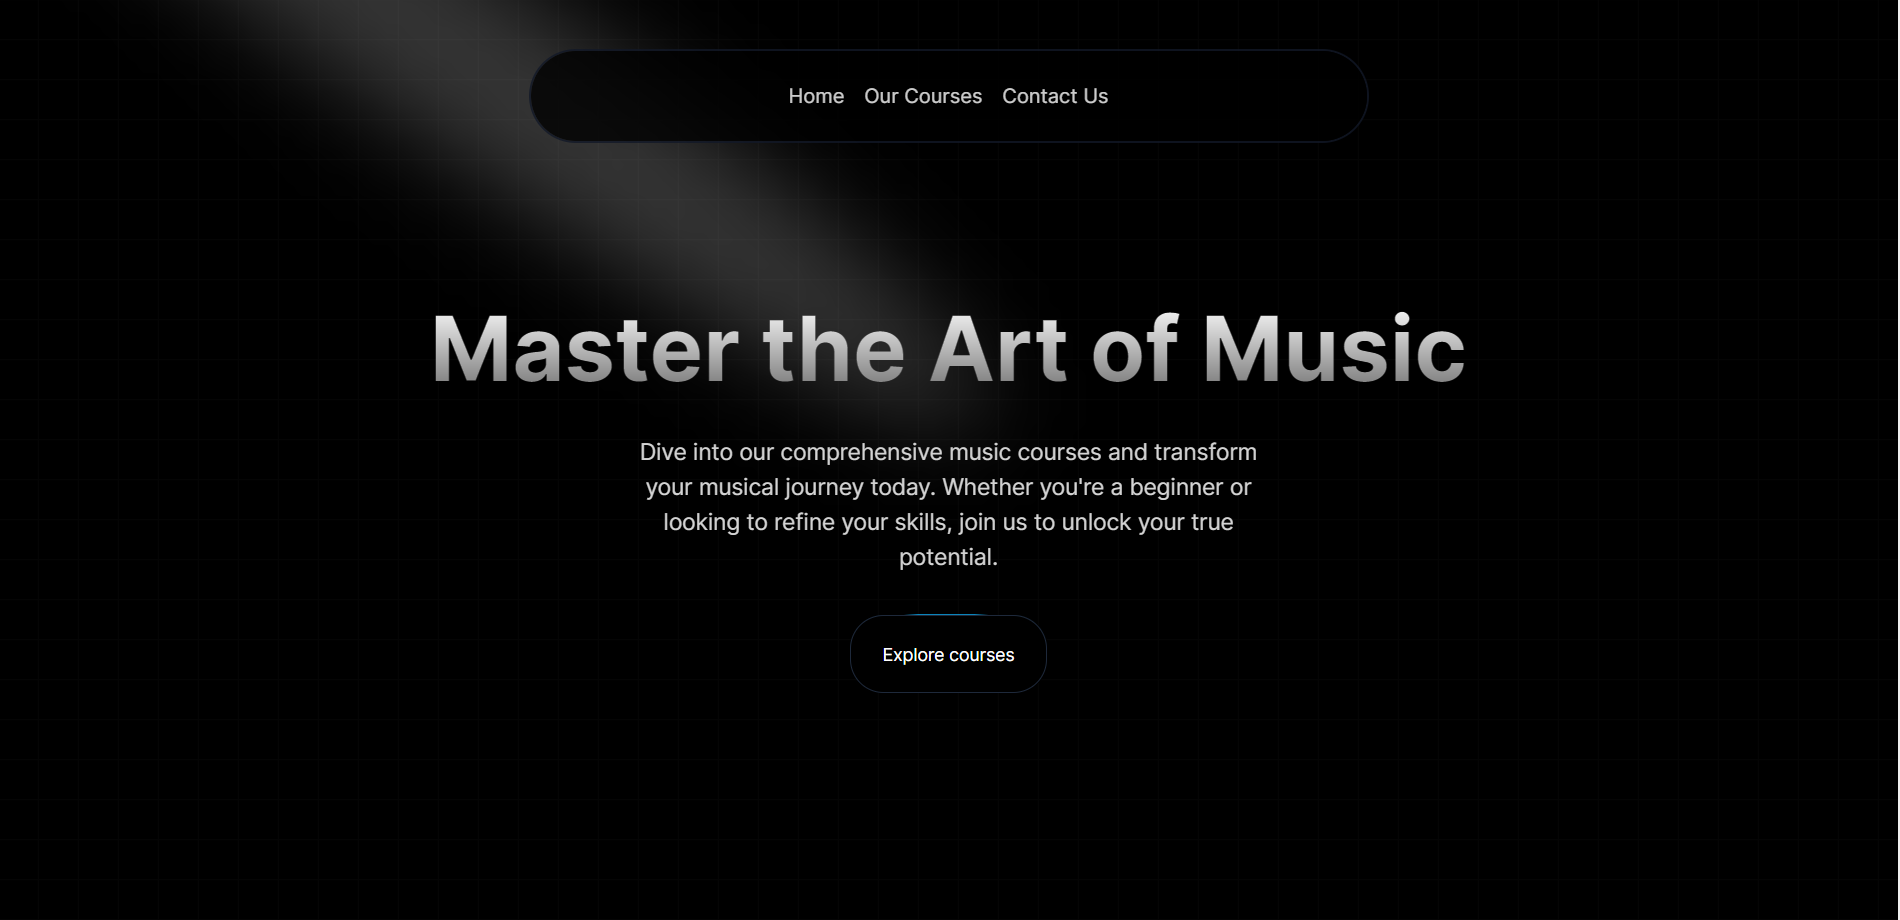 Home Our Courses Contact Us
Master the Art of Music
Dive into our comprehensive music courses and transform
your musical journey today. Whether you're a beginner or
looking to refine your skills, join us to unlock your true
potential.
Explore courses